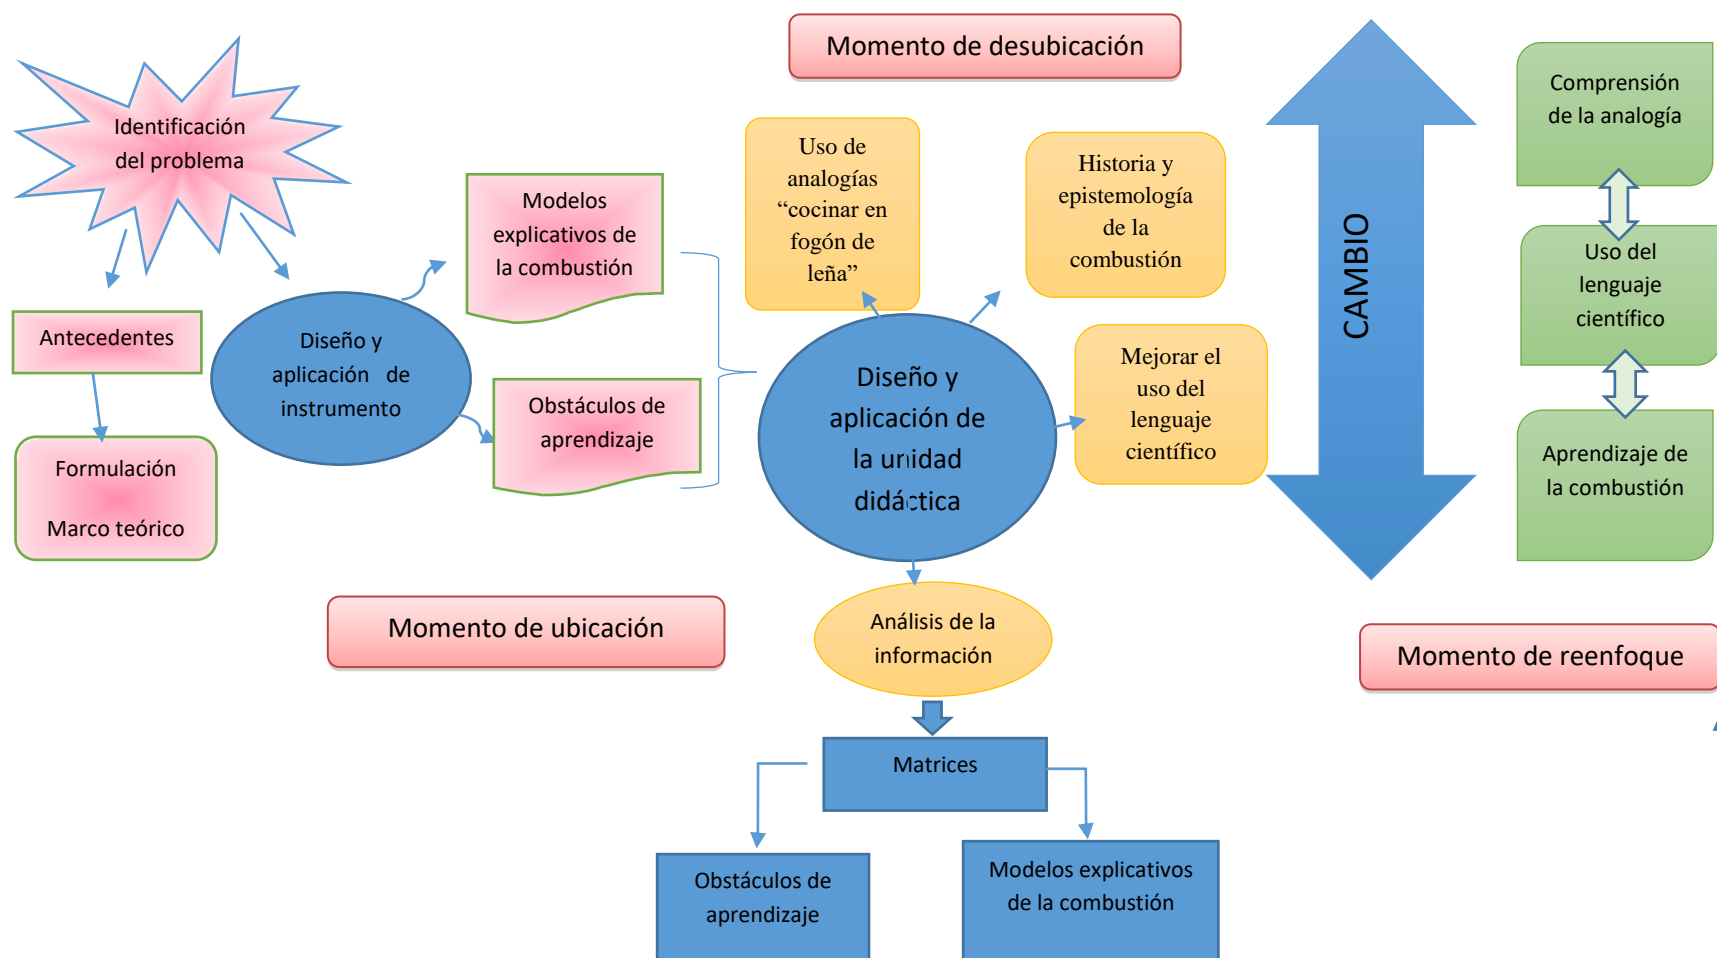 Momento de desubicación
Identificación
del problema
Antecedentes
Formulación
Marco teórico
Diseño y
aplicación de
instrumento
Modelos
explicativos de
la combustión
Obstáculos de
aprendizaje
Momento de ubicación
Uso de
analogías
“cocinar en
fogón de
leña”
Historia y
epistemología
de la
combustión
Mejorar el
uso del
lenguaje
científico
Diseño y
aplicación de
la unidad
didáctica
Análisis de la
información
Matrices
Obstáculos de
aprendizaje
Modelos explicativos
de la combustión
CAMBIO
Comprensión
de la analogía
Uso del
lenguaje
científico
Aprendizaje de
la combustión
Momento de reenfoque